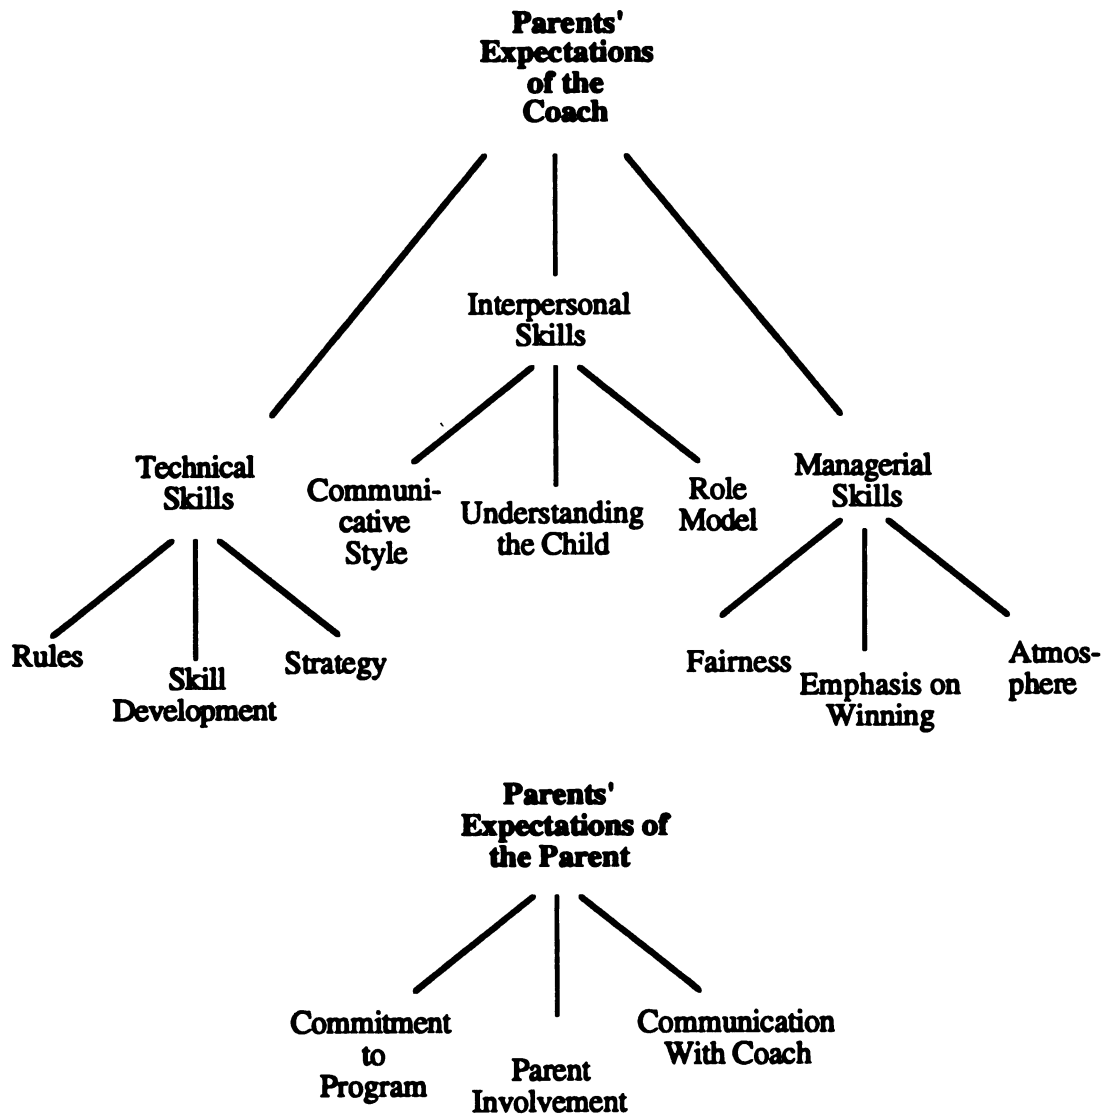 Parents'
Expectations
of the
Coach
Interpersonal
Skills
Technical
Skills
Communi-
cative
Style
Understanding
the Child
Role
Model
Managerial
Skills
Rules
Skill
Development
Strategy
Fairness
Emphasis on
Winning
Atmos-
phere
Parents'
Expectations of
the Parent
Commitment
to
Program
Parent
Involvement
Communication
With Coach